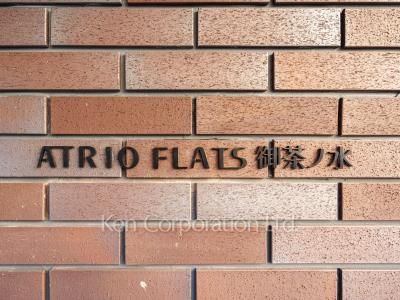 ATRIO FLATS 御茶ノ水
Ken Corporation Ltd